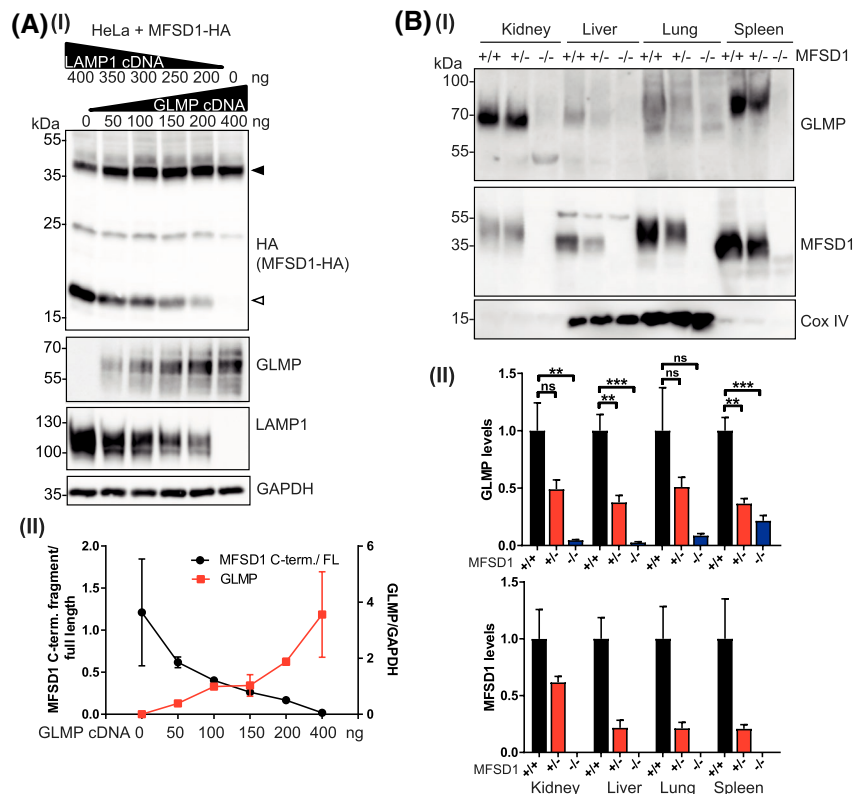 (A)(I)
HeLa + MFSD1-HA
LAMP1 cDNA
400 350 300 250 200 0 ng
GLMP cDNA
0 50 100 150 200 400 ng
kDa
55
35
25
15
HA
(MFSD1-HA)
70
55
GLMP
130
100
LAMP1
35
GAPDH
(II)
MFSD1 C-term./ FL
GLMP
MFSD1 C-term. fragment/
full length
2.0
1.5
1.0
0.5
0.0
GLMP/GAPDH
6
4
2
0
GLMP cDNA 0 50 100 150 200 400 ng
(B)(I)
Kidney Liver Lung Spleen
+/+ +/- -/- +/+ +/- -/- +/+ +/- -/- +/+ +/- -/- MFSD1
kDa
100
70
55
GLMP
55
35
MFSD1
15
Cox IV
(II)
GLMP levels
1.5
1.0
0.5
0.0
** ns
*** **
ns ns
*** **
MFSD1 +/+ +/- -/- +/+ +/- -/- +/+ +/- -/- +/+ +/- -/-
MFSD1 levels
1.5
1.0
0.5
0.0
MFSD1 +/+ +/- -/- +/+ +/- -/- +/+ +/- -/- +/+ +/- -/-
Kidney Liver Lung Spleen